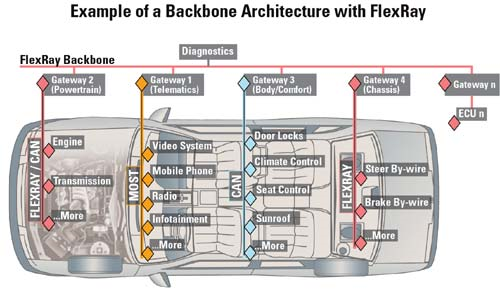 Example of a Backbone Architecture with FlexRay
Diagnostics
FlexRay Backbone
Gateway 2
(Powertrain)
Gateway 1
(Telematics)
Gateway 3
(Body/Comfort)
Gateway 4
(Chassis)
Gateway n
ECU n
FLEXRAY / CAN
Engine
Transmission
...More
MOST
Video System
Mobile Phone
Radio
Infotainment
...More
CAN
Door Locks
Climate Control
Seat Control
Sunroof
...More
FLEXRAY
Steer By-wire
Brake By-wire
...More